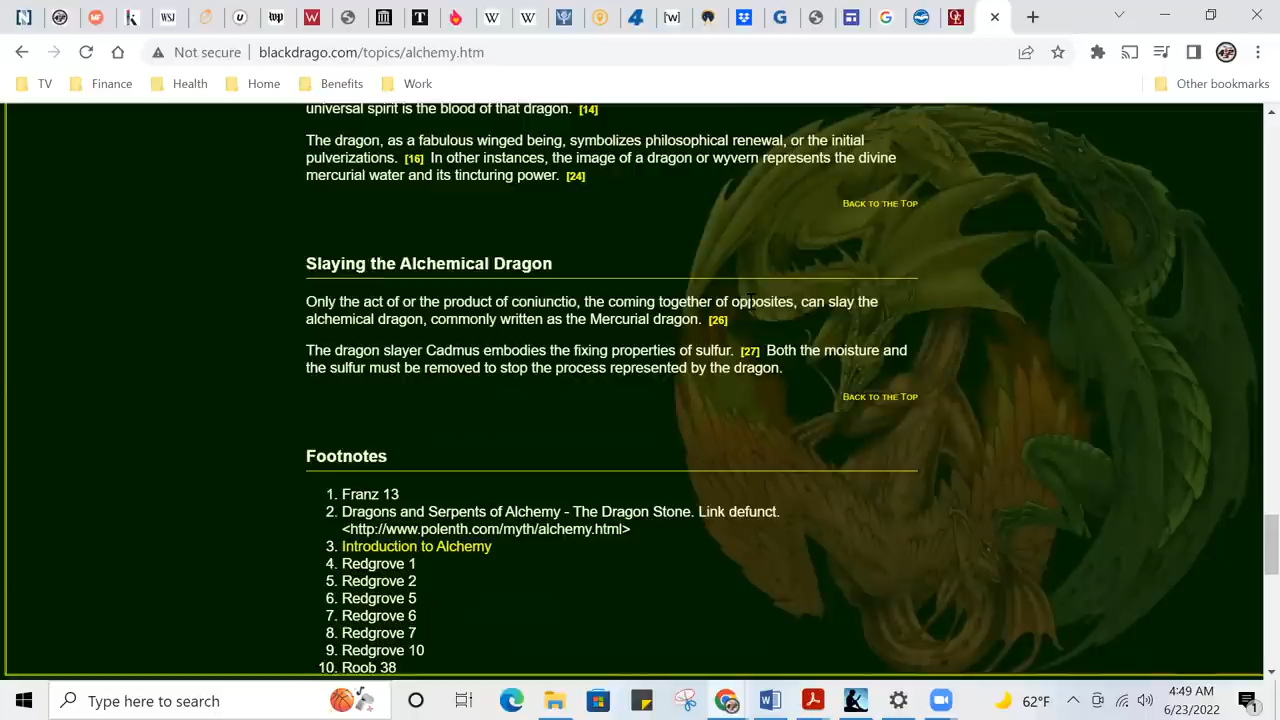 Not secure
blackdrago.com/topics/alchemy.htm
TV
Finance
Health
Home
Benefits
Work
Other bookmarks
universal spirit is the blood of that dragon. [14]
The dragon, as a fabulous winged being, symbolizes philosophical renewal, or the initial
pulverizations. [16] In other instances, the image of a dragon or wyvern represents the divine
mercurial water and its tincturing power. [24]
BACK TO THE TOP
Slaying the Alchemical Dragon
Only the act of or the product of coniunctio, the coming together of opposites, can slay the
alchemical dragon, commonly written as the Mercurial dragon. [26]
The dragon slayer Cadmus embodies the fixing properties of sulfur. [27] Both the moisture and
the sulfur must be removed to stop the process represented by the dragon.
BACK TO THE TOP
Footnotes
1. Franz 13
2. Dragons and Serpents of Alchemy - The Dragon Stone. Link defunct.
<http://www.polenth.com/myth/alchemy.html>
3. Introduction to Alchemy
4. Redgrove 1
5. Redgrove 2
6. Redgrove 5
7. Redgrove 6
8. Redgrove 7
9. Redgrove 10
10. Roob 38
Type here to search
62°F
4:49 AM
6/23/2022